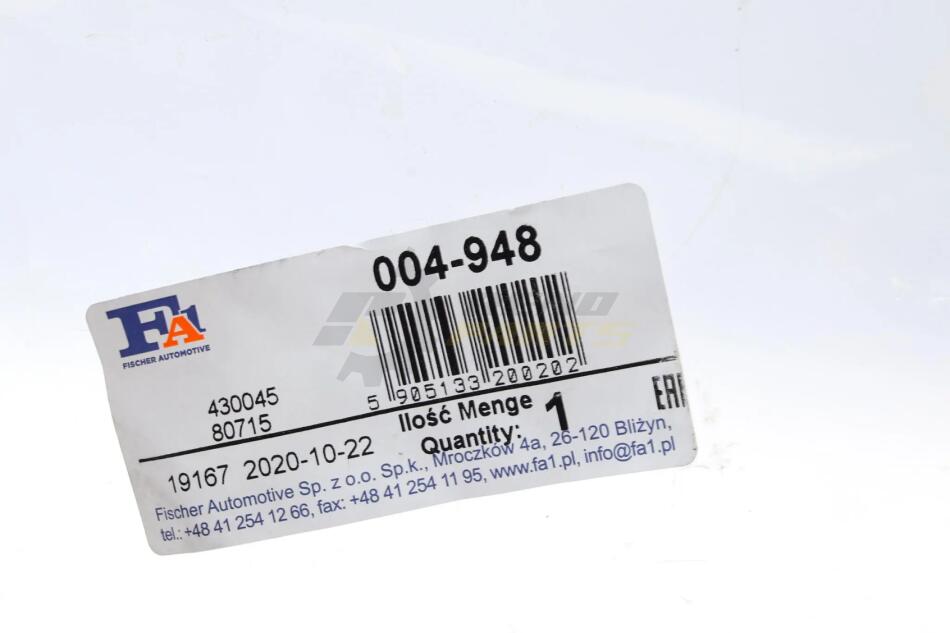 004-948
FA1
FISCHER AUTOMOTIVE
5 905133 200202
430045
80715
Ilość Menge
Quantity: 1
EAC
19167 2020-10-22
Fischer Automotive Sp. z o.o. Sp.k., Mroczków 4a, 26-120 Bliżyn,
tel.: +48 41 254 12 66, fax: +48 41 254 11 95, www.fa1.pl, info@fa1.pl
PARTS